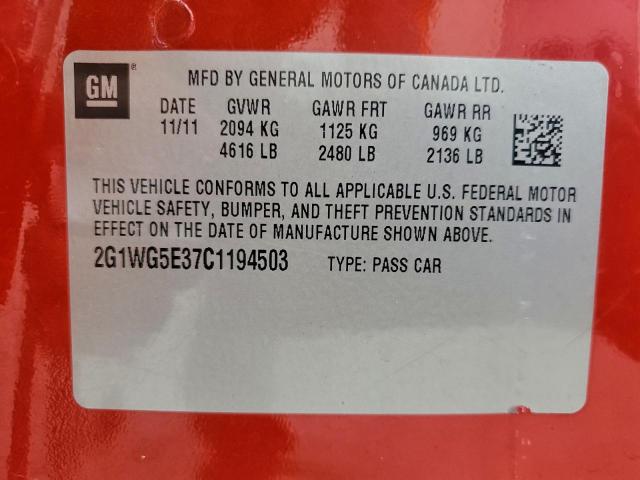 GM ®
MFD BY GENERAL MOTORS OF CANADA LTD.
DATE GVWR GAWR FRT GAWR RR
11/11 2094 KG 1125 KG 969 KG
4616 LB 2480 LB 2136 LB
THIS VEHICLE CONFORMS TO ALL APPLICABLE U.S. FEDERAL MOTOR
VEHICLE SAFETY, BUMPER, AND THEFT PREVENTION STANDARDS IN
EFFECT ON THE DATE OF MANUFACTURE SHOWN ABOVE.
2G1WG5E37C1194503 TYPE: PASS CAR